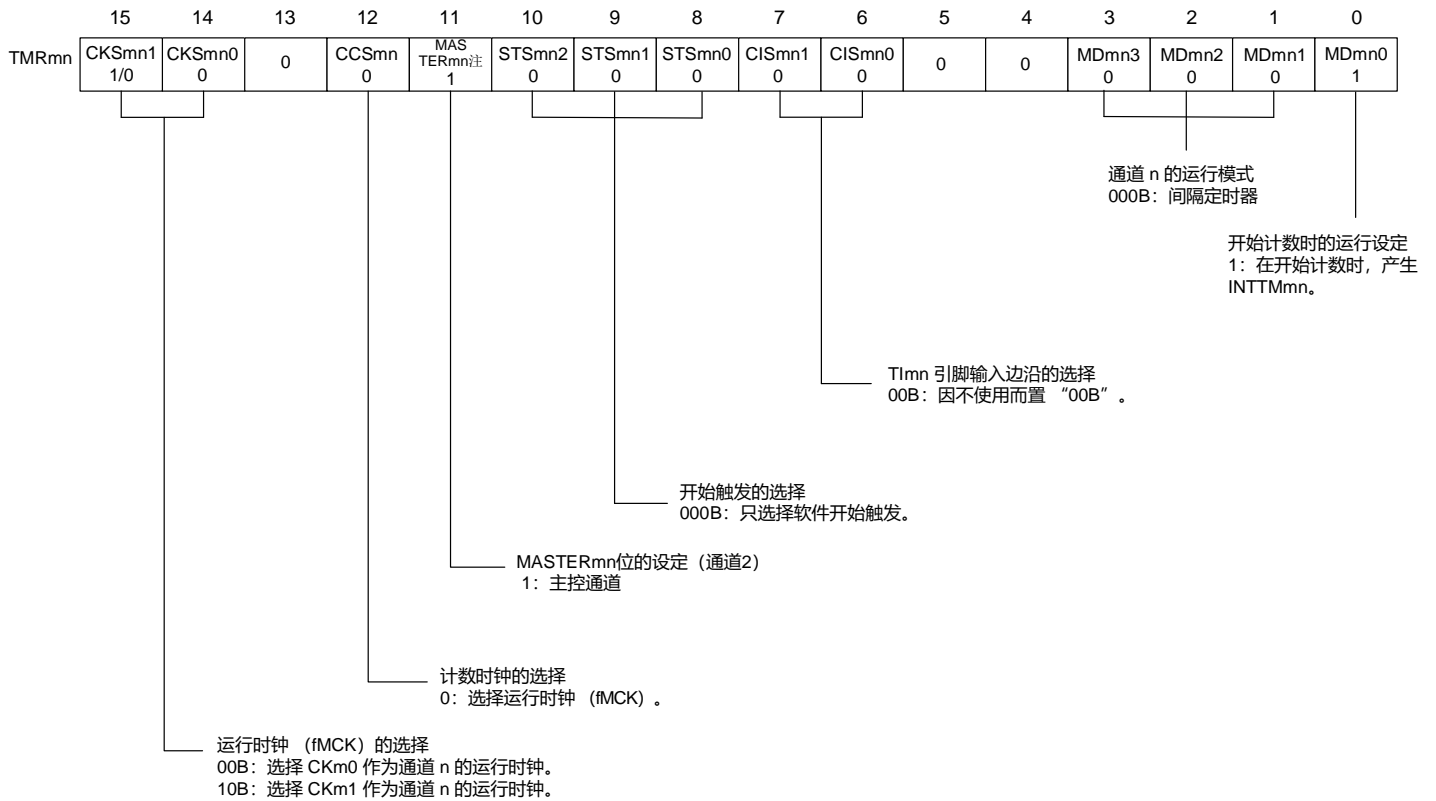 15 14 13 12 11 10 9 8 7 6 5 4 3 2 1 0
TMRmn
CKSmn1 1/0
CKSmn0 0
0
CCSmn 0
MAS
TERmn注
1
STSmn2 0
STSmn1 0
STSmn0 0
CISmn1 0
CISmn0 0
0
0
MDmn3 0
MDmn2 0
MDmn1 0
MDmn0 1
通道 n 的运行模式
000B：间隔定时器
开始计数时的运行设定
1：在开始计数时，产生
INTTMmn。
TImn 引脚输入边沿的选择
00B：因不使用而置 “00B”。
开始触发的选择
000B：只选择软件开始触发。
MASTERmn位的设定（通道2）
1：主控通道
计数时钟的选择
0：选择运行时钟 （fMCK）。
运行时钟 （fMCK）的选择
00B：选择 CKm0 作为通道 n 的运行时钟。
10B：选择 CKm1 作为通道 n 的运行时钟。